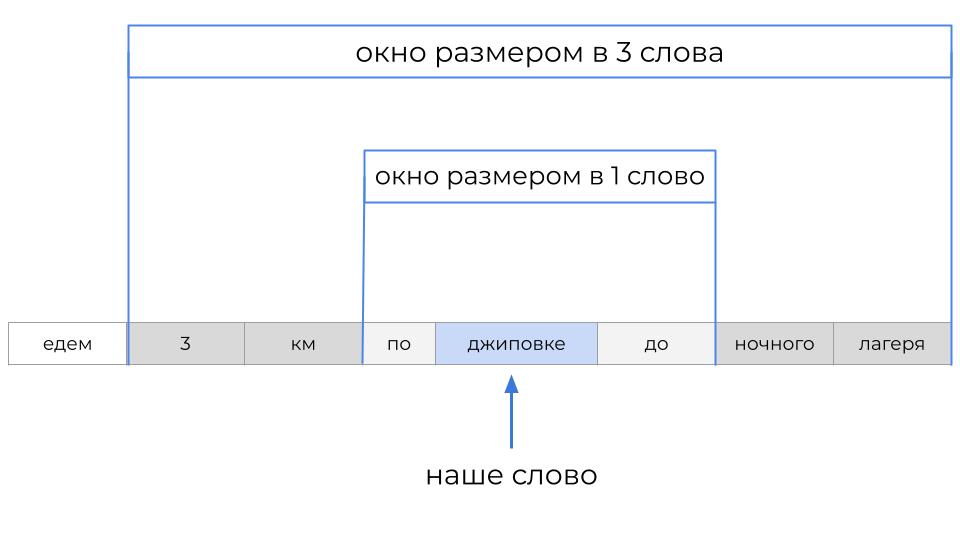 окно размером в 3 слова
окно размером в 1 слово
едем 3 км по джиповке до ночного лагеря
наше слово